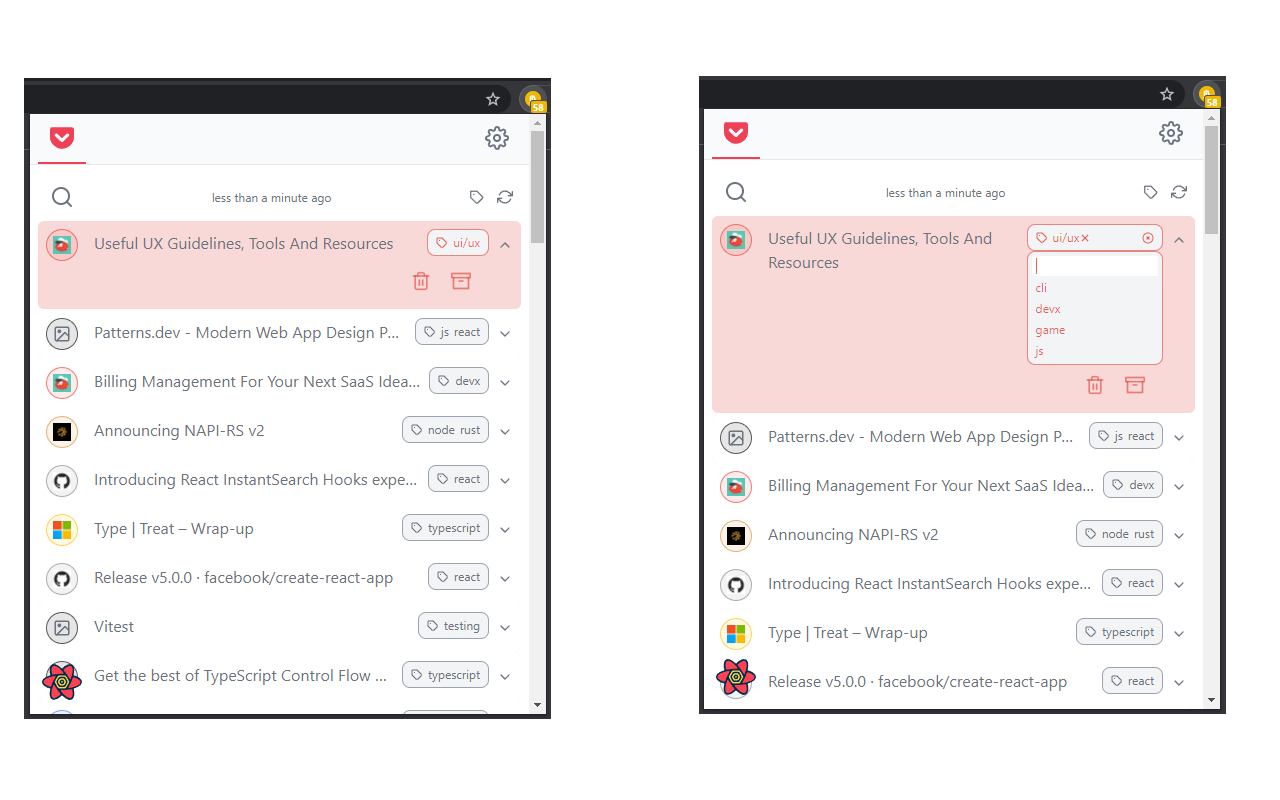 58
less than a minute ago
Useful UX Guidelines, Tools And Resources
ui/ux
Patterns.dev - Modern Web App Design P...
js react
Billing Management For Your Next SaaS Idea...
devx
Announcing NAPI-RS v2
node rust
Introducing React InstantSearch Hooks expe...
react
Type | Treat – Wrap-up
typescript
Release v5.0.0 · facebook/create-react-app
react
Vitest
testing
Get the best of TypeScript Control Flow ...
typescript
58
less than a minute ago
Useful UX Guidelines, Tools And
Resources
ui/ux
cli
devx
game
js
Patterns.dev - Modern Web App Design P...
js react
Billing Management For Your Next SaaS Idea...
devx
Announcing NAPI-RS v2
node rust
Introducing React InstantSearch Hooks expe...
react
Type | Treat – Wrap-up
typescript
Release v5.0.0 · facebook/create-react-app
react